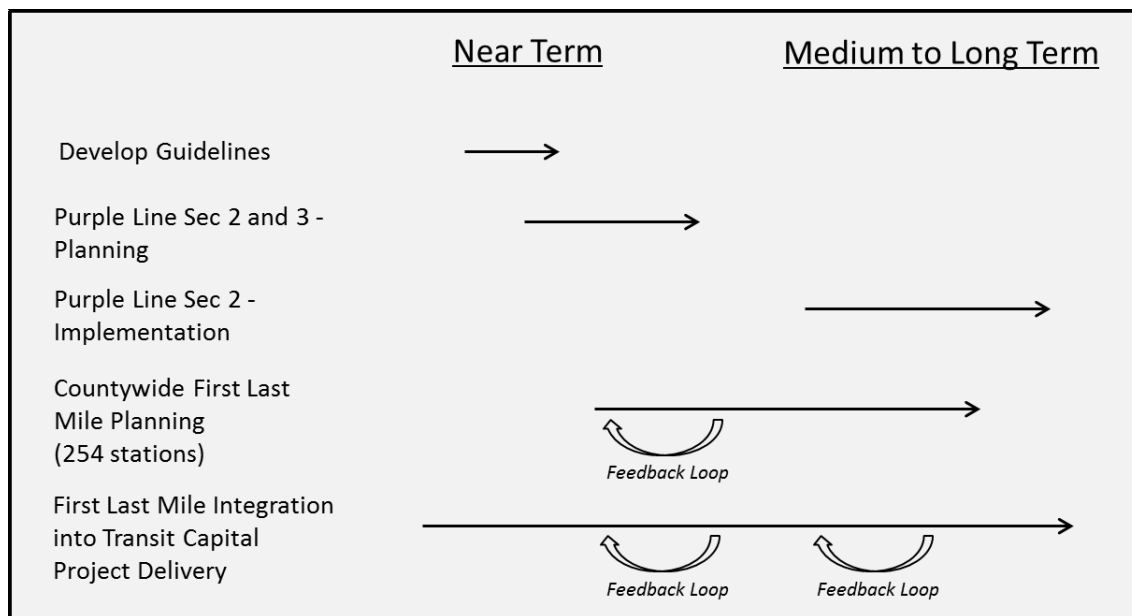 Near Term
Medium to Long Term
Develop Guidelines
Purple Line Sec 2 and 3 -
Planning
Purple Line Sec 2 -
Implementation
Countywide First Last
Mile Planning
(254 stations)
Feedback Loop
First Last Mile Integration
into Transit Capital
Project Delivery
Feedback Loop
Feedback Loop